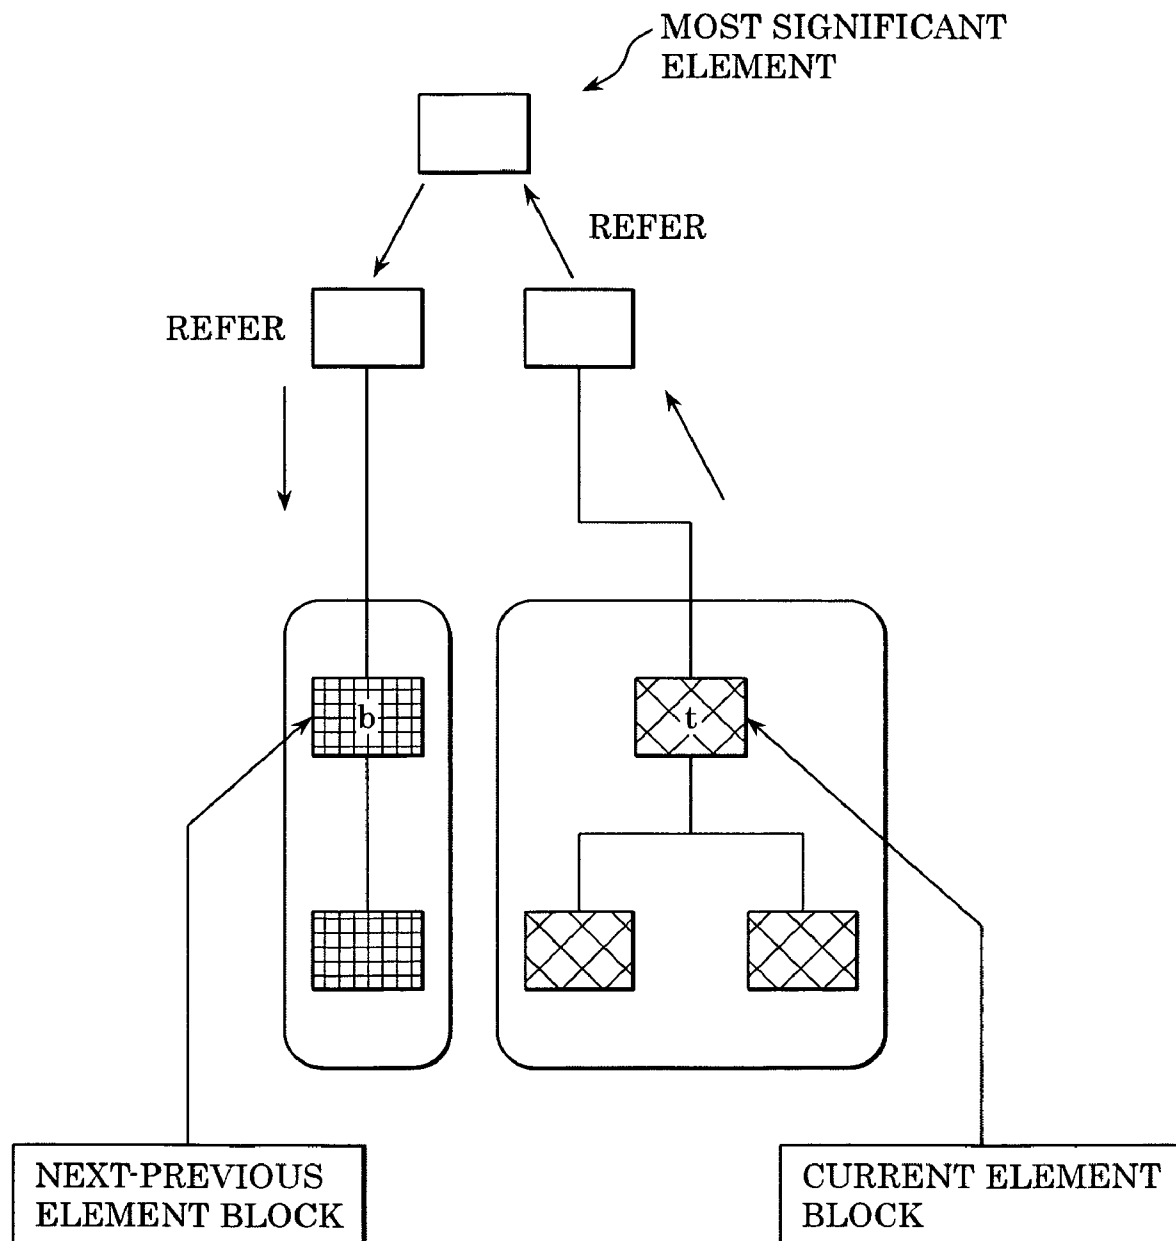 MOST SIGNIFICANT
ELEMENT
REFER
REFER
b
t
NEXT-PREVIOUS
ELEMENT BLOCK
CURRENT ELEMENT
BLOCK